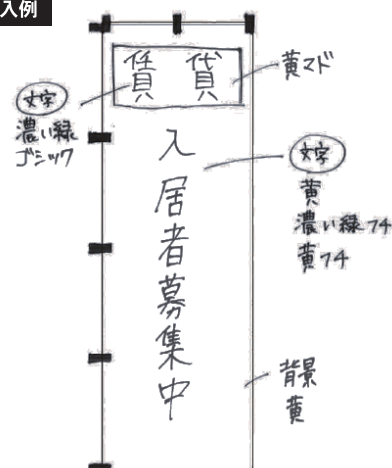 入例
賃貸
黄マド
文字
濃い緑
ゴシック
入居者募集中
文字
黄
濃い緑フチ
黄フチ
背景
黄